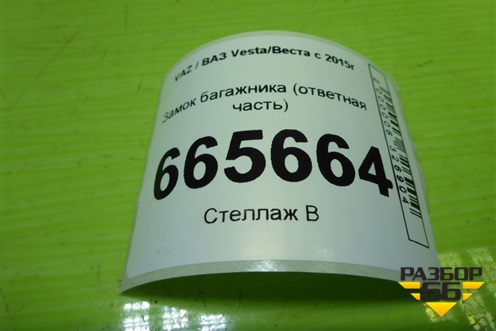 VAZ / ВАЗ Vesta/Веста с 2015г
Замок багажника (ответная
часть)
665664
Стеллаж В
РАЗБОР
66